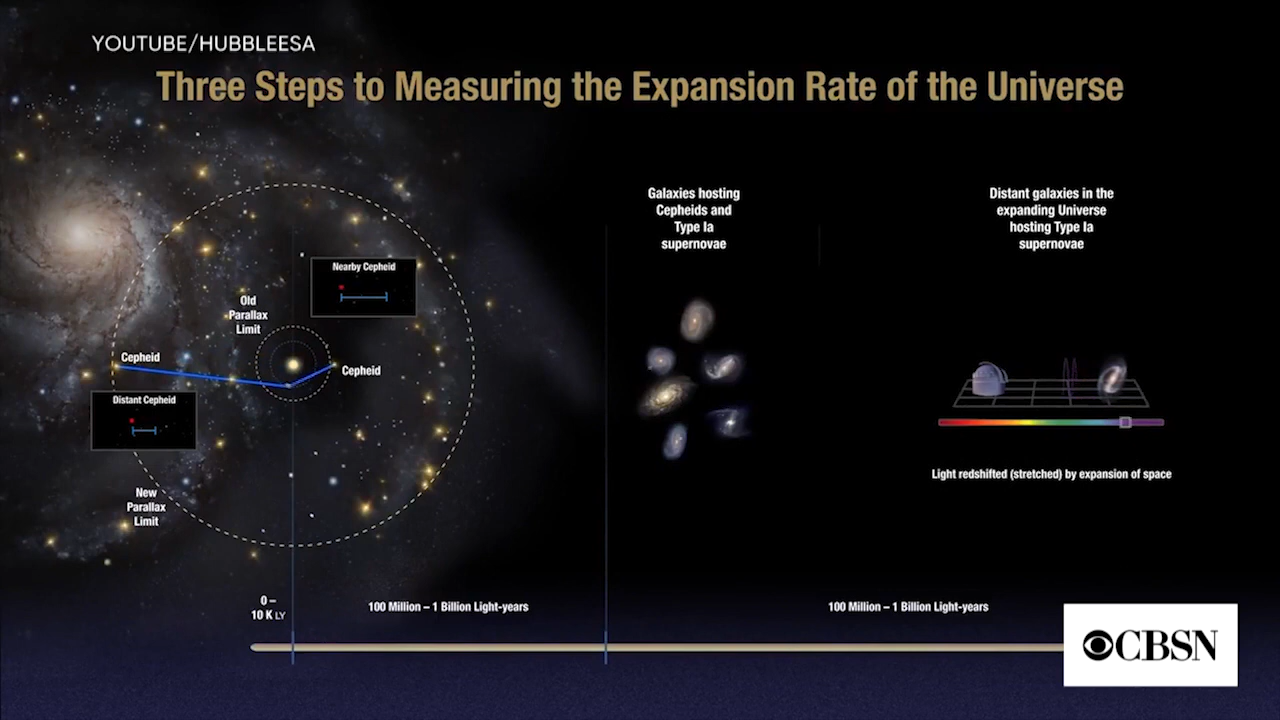 YOUTUBE/HUBBLEESA
Three Steps to Measuring the Expansion Rate of the Universe
Galaxies hosting
Cepheids and
Type Ia
supernovae
Distant galaxies in the
expanding Universe
hosting Type Ia
supernovae
Nearby Cepheid
Old
Parallax
Limit
Cepheid
Cepheid
Distant Cepheid
New
Parallax
Limit
Light redshifted (stretched) by expansion of space
0 –
10 K LY
100 Million – 1 Billion Light-years
100 Million – 1 Billion Light-years
CBSN